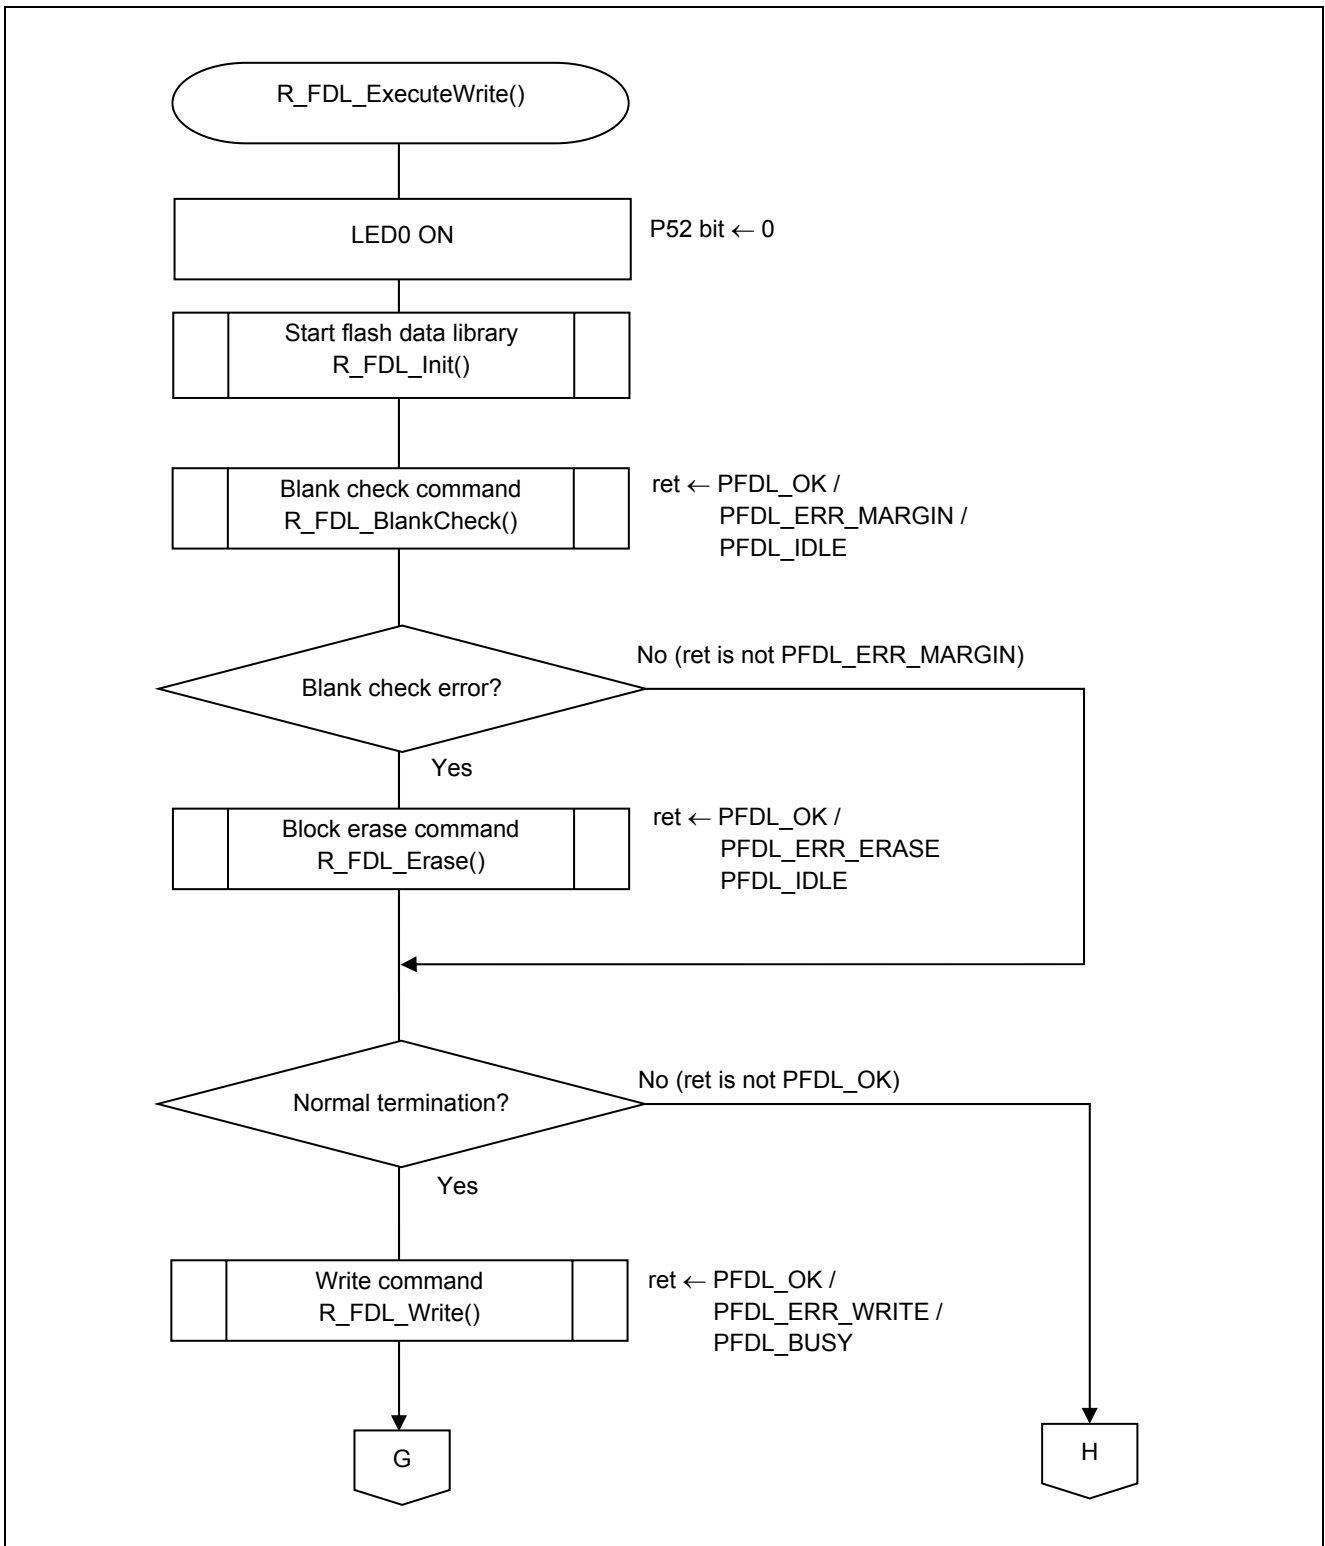 R_FDL_ExecuteWrite()
LED0 ON
P52 bit ← 0
Start flash data library
R_FDL_Init()
Blank check command
R_FDL_BlankCheck()
ret ← PFDL_OK /
PFDL_ERR_MARGIN /
PFDL_IDLE
No (ret is not PFDL_ERR_MARGIN)
Blank check error?
Yes
Block erase command
R_FDL_Erase()
ret ← PFDL_OK /
PFDL_ERR_ERASE
PFDL_IDLE
No (ret is not PFDL_OK)
Normal termination?
Yes
Write command
R_FDL_Write()
ret ← PFDL_OK /
PFDL_ERR_WRITE /
PFDL_BUSY
G
H